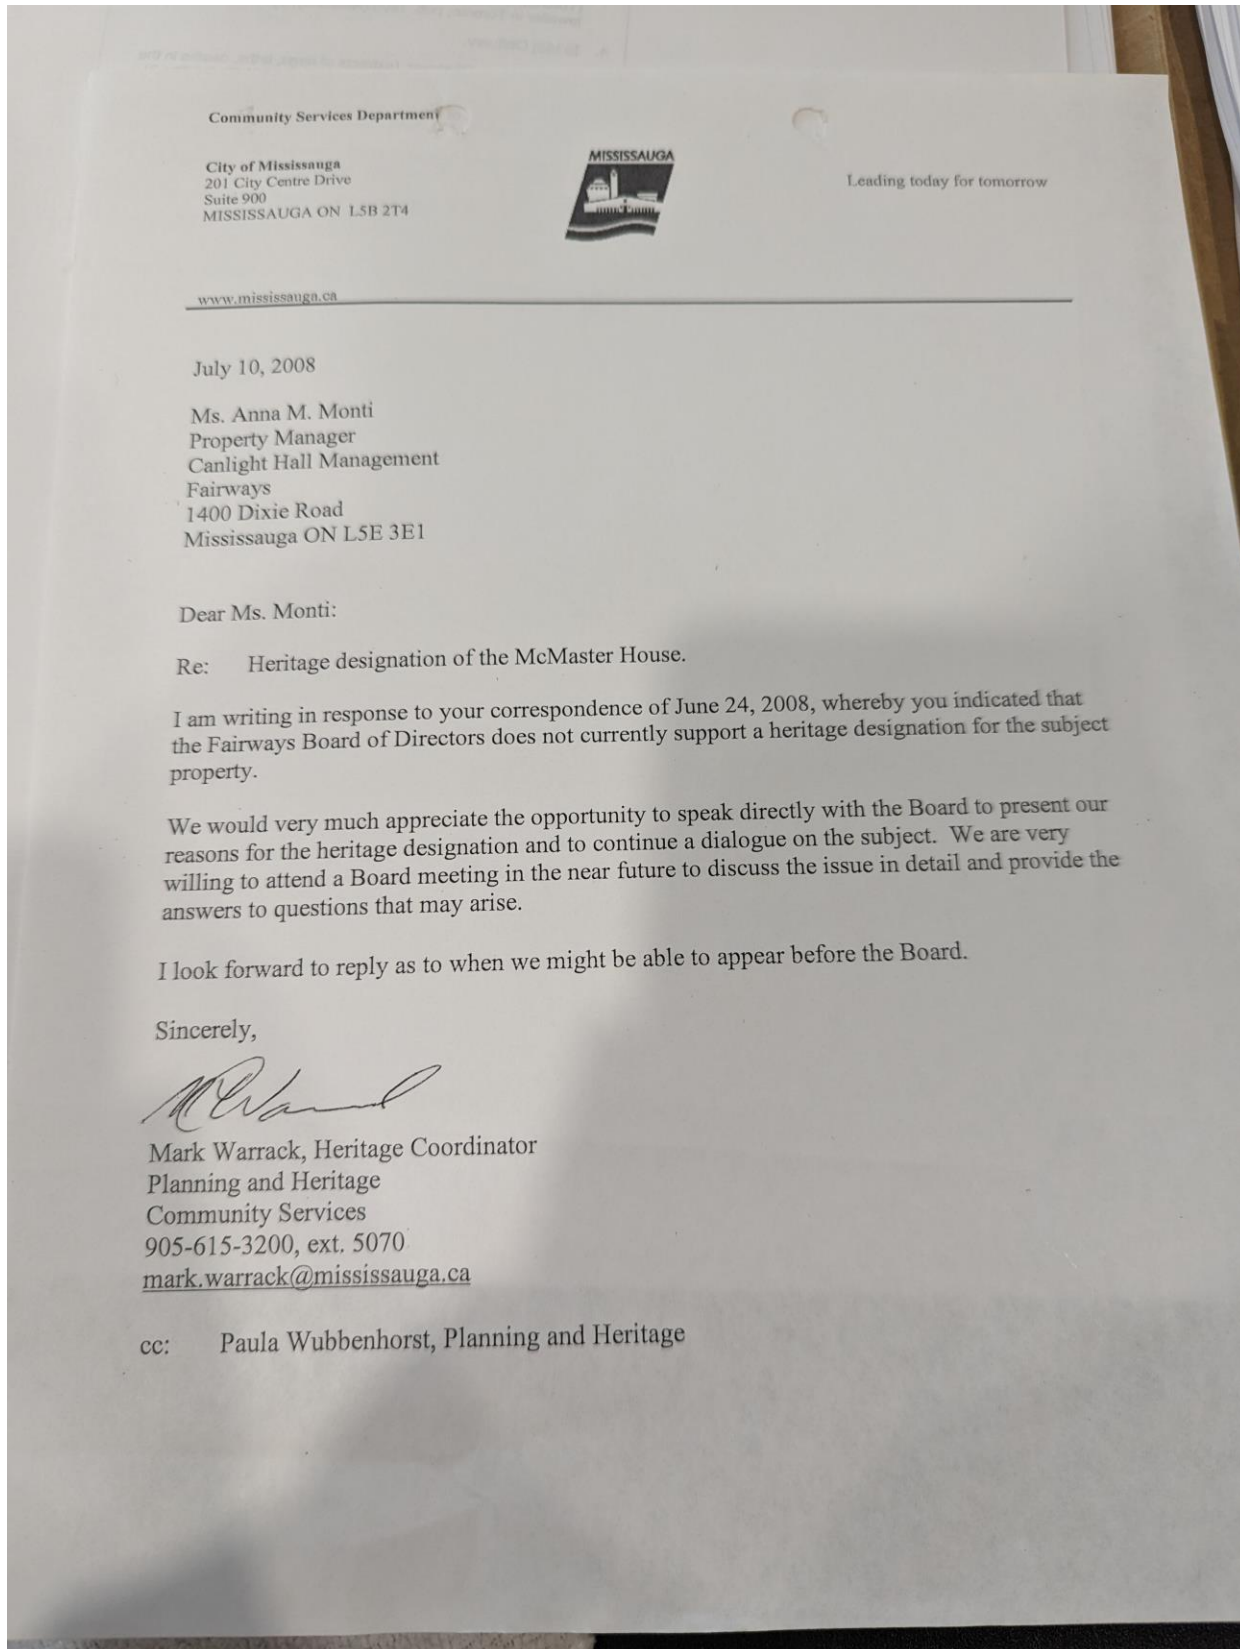 Community Services Department
City of Mississauga
201 City Centre Drive
Suite 900
MISSISSAUGA ON L5B 2T4
MISSISSAUGA
Leading today for tomorrow
www.mississauga.ca
July 10, 2008
Ms. Anna M. Monti
Property Manager
Canlight Hall Management
Fairways
1400 Dixie Road
Mississauga ON L5E 3E1
Dear Ms. Monti:
Re: Heritage designation of the McMaster House.
I am writing in response to your correspondence of June 24, 2008, whereby you indicated that
the Fairways Board of Directors does not currently support a heritage designation for the subject
property.
We would very much appreciate the opportunity to speak directly with the Board to present our
reasons for the heritage designation and to continue a dialogue on the subject. We are very
willing to attend a Board meeting in the near future to discuss the issue in detail and provide the
answers to questions that may arise.
I look forward to reply as to when we might be able to appear before the Board.
Sincerely,
Mark Warrack, Heritage Coordinator
Planning and Heritage
Community Services
905-615-3200, ext. 5070
mark.warrack@mississauga.ca
cc: Paula Wubbenhorst, Planning and Heritage